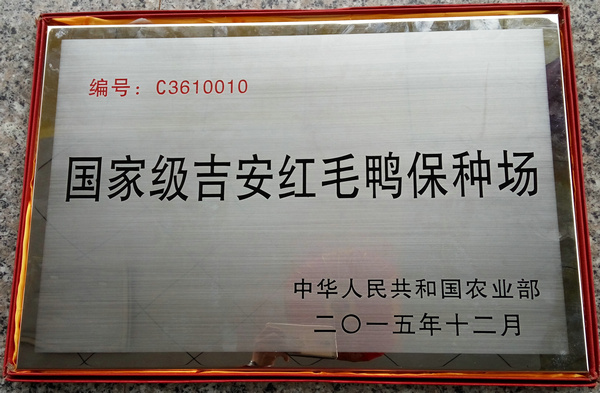 编号：C3610010
国家级吉安红毛鸭保种场
中华人民共和国农业部
二〇一五年十二月